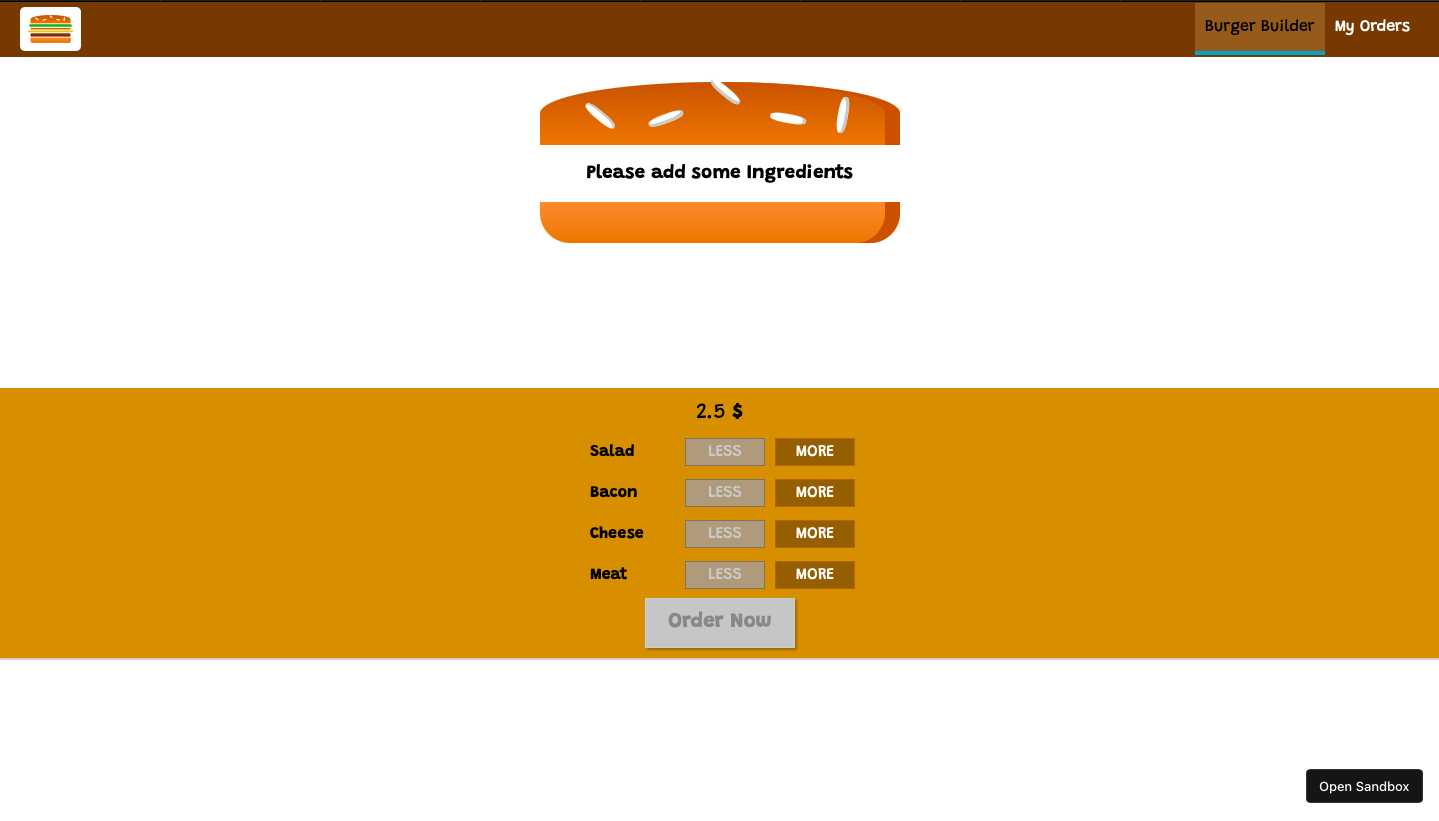 Burger Builder My Orders
Please add some Ingredients
2.5 $
Salad LESS MORE
Bacon LESS MORE
Cheese LESS MORE
Meat LESS MORE
Order Now
Open Sandbox